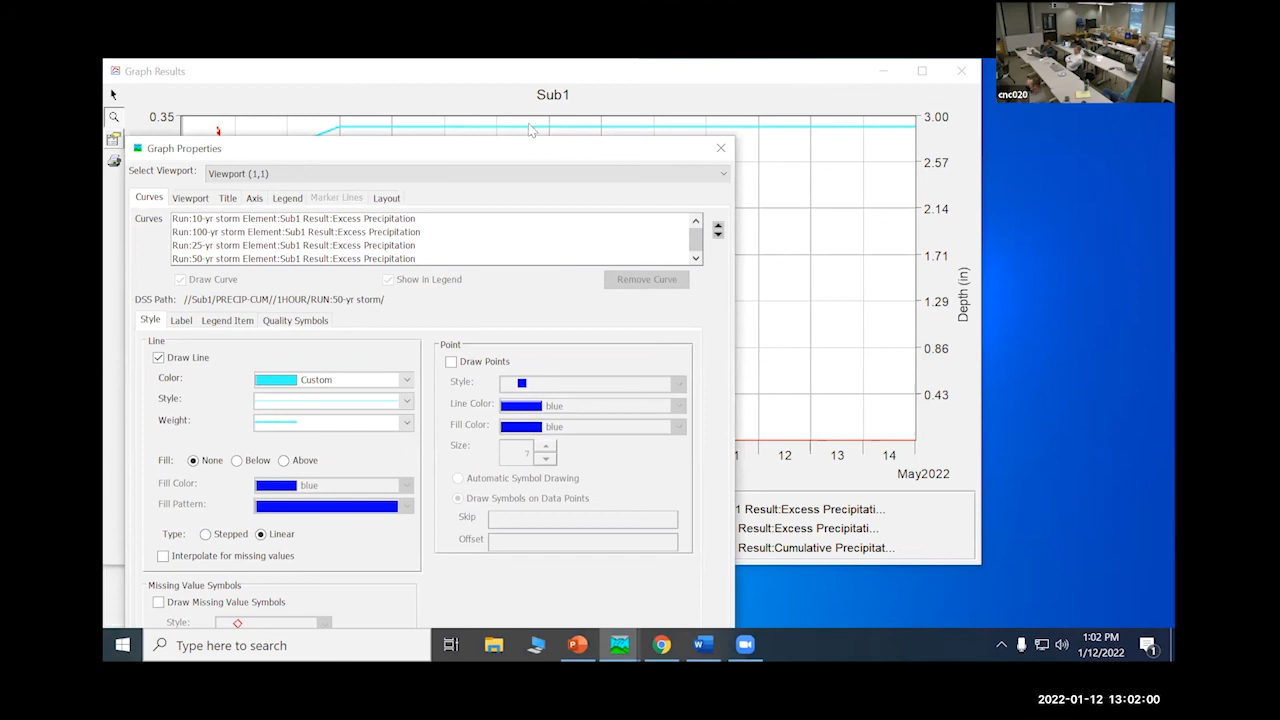 Graph Results
Sub1
0.35
3.00
2.57
2.14
1.71
1.29
0.86
0.43
Depth (in)
12 13 14
May2022
1 Result:Excess Precipitati...
Result:Excess Precipitati...
Result:Cumulative Precipitat...
Graph Properties
Select Viewport: Viewport (1,1)
Curves Viewport Title Axis Legend Marker Lines Layout
Curves
Run:10-yr storm Element:Sub1 Result:Excess Precipitation
Run:100-yr storm Element:Sub1 Result:Excess Precipitation
Run:25-yr storm Element:Sub1 Result:Excess Precipitation
Run:50-yr storm Element:Sub1 Result:Excess Precipitation
Draw Curve Show in Legend Remove Curve
DSS Path: //Sub1/PRECIP-CUM//1HOUR/RUN:50-yr storm/
Style Label Legend Item Quality Symbols
Line
Draw Line
Color: Custom
Style:
Weight:
Fill: None Below Above
Fill Color: blue
Fill Pattern:
Type: Stepped Linear
Interpolate for missing values
Missing Value Symbols
Draw Missing Value Symbols
Style:
Point
Draw Points
Style:
Line Color: blue
Fill Color: blue
Size: 7
Automatic Symbol Drawing
Draw Symbols on Data Points
Skip
Offset
cnc020
Type here to search
1:02 PM
1/12/2022
1
2022-01-12 13:02:00